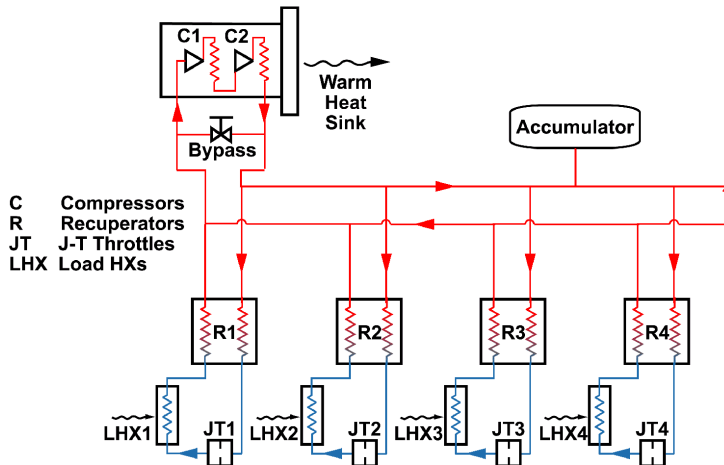 C1 C2
Warm
Heat
Sink
Bypass
Accumulator
C Compressors
R Recuperators
JT J-T Throttles
LHX Load HXs
R1 R2 R3 R4
LHX1 JT1 LHX2 JT2 LHX3 JT3 LHX4 JT4